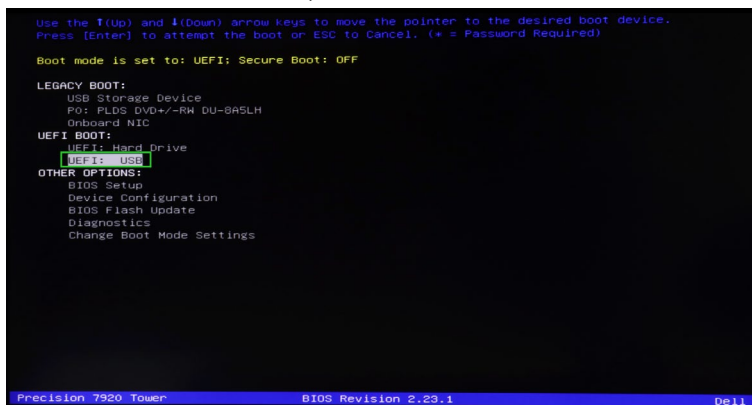 Use the ⬆(Up) and ⬇(Down) arrow keys to move the pointer to the desired boot device.
Press [Enter] to attempt the boot or ESC to Cancel. (* = Password Required)
Boot mode is set to: UEFI; Secure Boot: OFF
LEGACY BOOT:
USB Storage Device
P0: PLDS DVD+/-RW DU-8A5LH
Onboard NIC
UEFI BOOT:
UEFI: Hard Drive
UEFI: USB
OTHER OPTIONS:
BIOS Setup
Device Configuration
BIOS Flash Update
Diagnostics
Change Boot Mode Settings
Precision 7920 Tower BIOS Revision 2.23.1 Dell